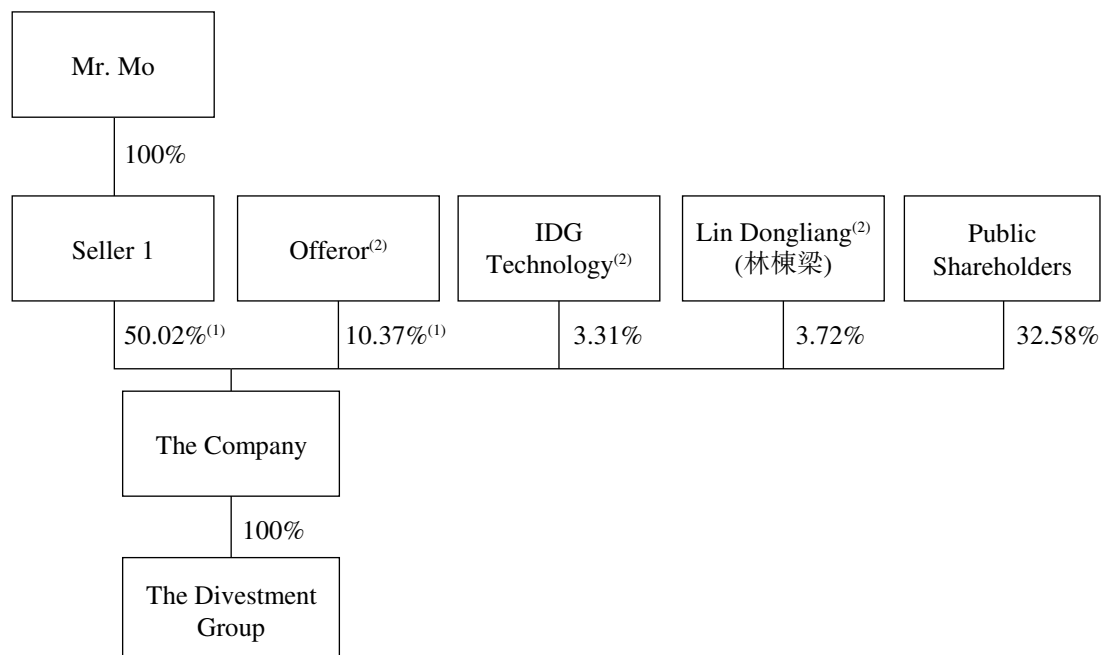 Mr. Mo
100%
Seller 1
Offeror(2)
IDG
Technology(2)
Lin Dongliang(2)
(林棟梁)
Public
Shareholders
50.02%(1)
10.37%(1)
3.31%
3.72%
32.58%
The Company
100%
The Divestment
Group